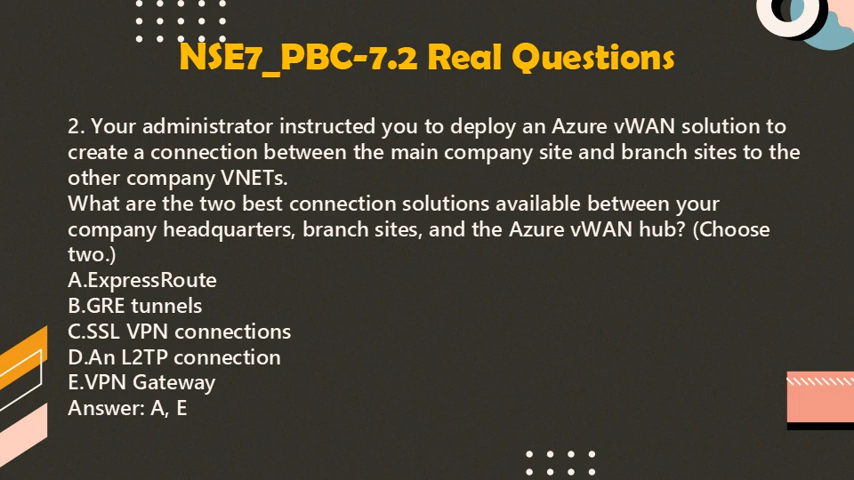 NSE7_PBC-7.2 Real Questions
2. Your administrator instructed you to deploy an Azure vWAN solution to
create a connection between the main company site and branch sites to the
other company VNETs.
What are the two best connection solutions available between your
company headquarters, branch sites, and the Azure vWAN hub? (Choose
two.)
A.ExpressRoute
B.GRE tunnels
C.SSL VPN connections
D.An L2TP connection
E.VPN Gateway
Answer: A, E